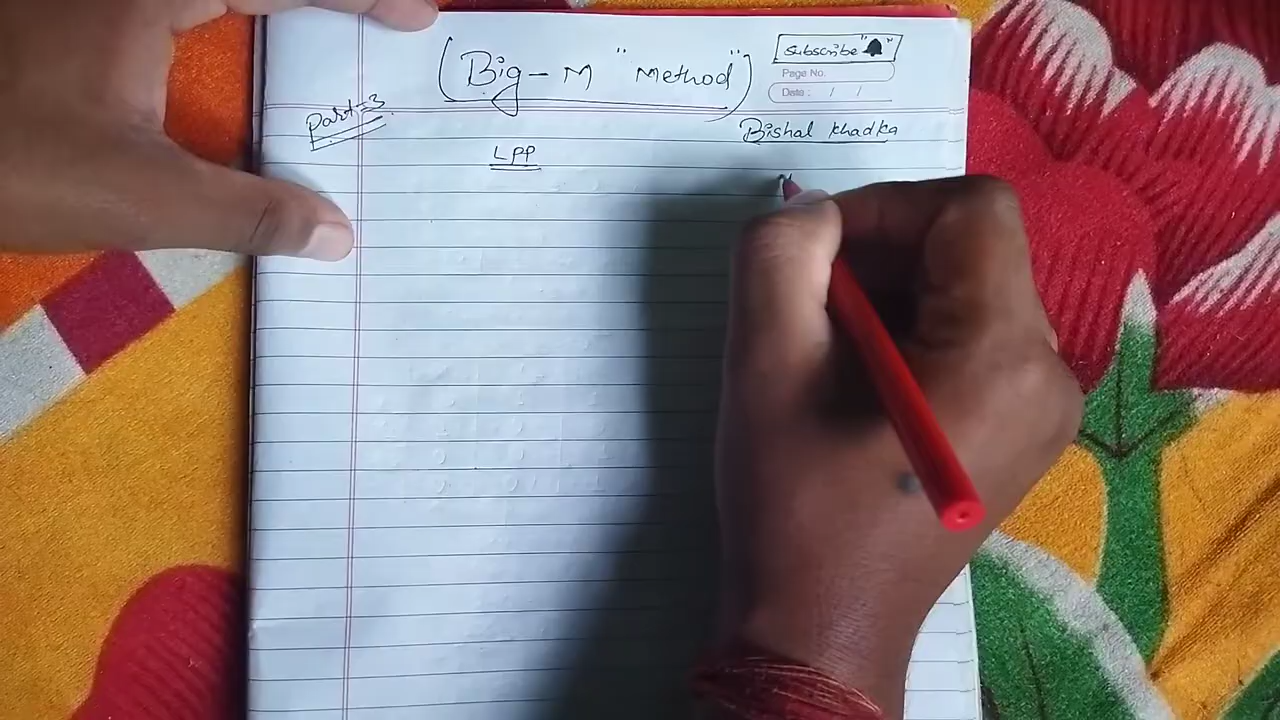 (Big-M "Method")
Subscribe "🔔"
Page No.
Date: / /
Part=3
Bishal Khadka
LPP